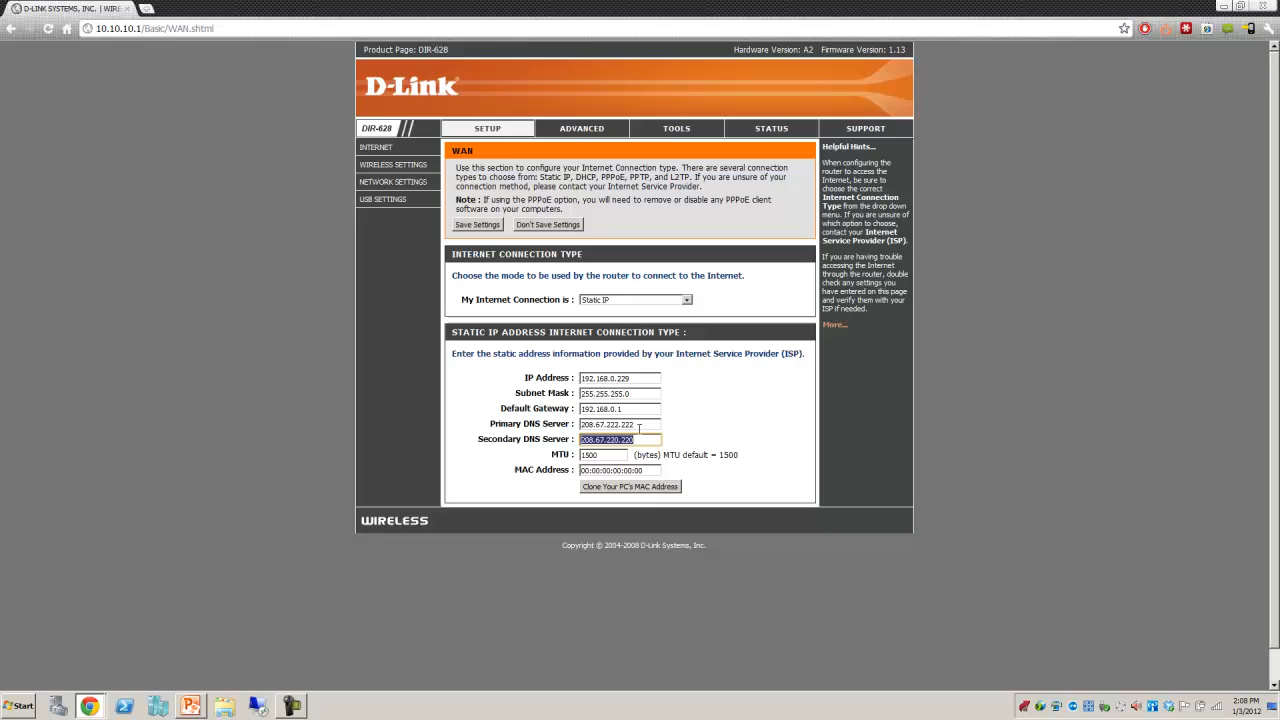 D-LINK SYSTEMS, INC. | WIRE
10.10.10.1/Basic/WAN.shtml
Product Page: DIR-628
Hardware Version: A2 Firmware Version: 1.13
D-Link
DIR-628
SETUP
ADVANCED
TOOLS
STATUS
SUPPORT
INTERNET
WIRELESS SETTINGS
NETWORK SETTINGS
USB SETTINGS
WAN
Use this section to configure your Internet Connection type. There are several connection
types to choose from: Static IP, DHCP, PPPoE, PPTP, and L2TP. If you are unsure of your
connection method, please contact your Internet Service Provider.
Note : If using the PPPoE option, you will need to remove or disable any PPPoE client
software on your computers.
Save Settings
Don't Save Settings
INTERNET CONNECTION TYPE
Choose the mode to be used by the router to connect to the Internet.
My Internet Connection is : Static IP
STATIC IP ADDRESS INTERNET CONNECTION TYPE :
Enter the static address information provided by your Internet Service Provider (ISP).
IP Address : 192.168.0.229
Subnet Mask : 255.255.255.0
Default Gateway : 192.168.0.1
Primary DNS Server : 208.67.222.222
Secondary DNS Server : 208.67.220.220
MTU : 1500 (bytes) MTU default = 1500
MAC Address : 00:00:00:00:00:00
Clone Your PC's MAC Address
Helpful Hints...
When configuring the
router to access the
Internet, be sure to
choose the correct
Internet Connection
Type from the drop down
menu. If you are unsure of
which option to choose,
contact your Internet
Service Provider (ISP).
If you are having trouble
accessing the Internet
through the router, double
check any settings you
have entered on this page
and verify them with your
ISP if needed.
More...
WIRELESS
Copyright © 2004-2008 D-Link Systems, Inc.
Start
2:08 PM
1/3/2012